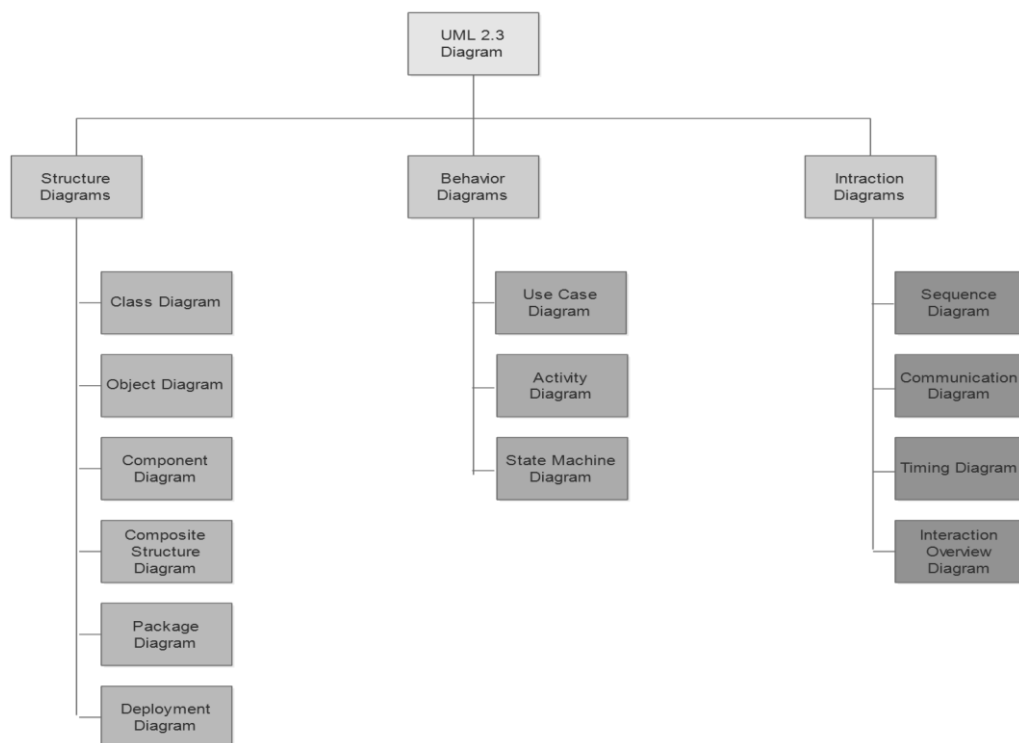 UML 2.3
Diagram
Structure
Diagrams
Behavior
Diagrams
Intraction
Diagrams
Class Diagram
Object Diagram
Component
Diagram
Composite
Structure
Diagram
Package
Diagram
Deployment
Diagram
Use Case
Diagram
Activity
Diagram
State Machine
Diagram
Sequence
Diagram
Communication
Diagram
Timing Diagram
Interaction
Overview
Diagram